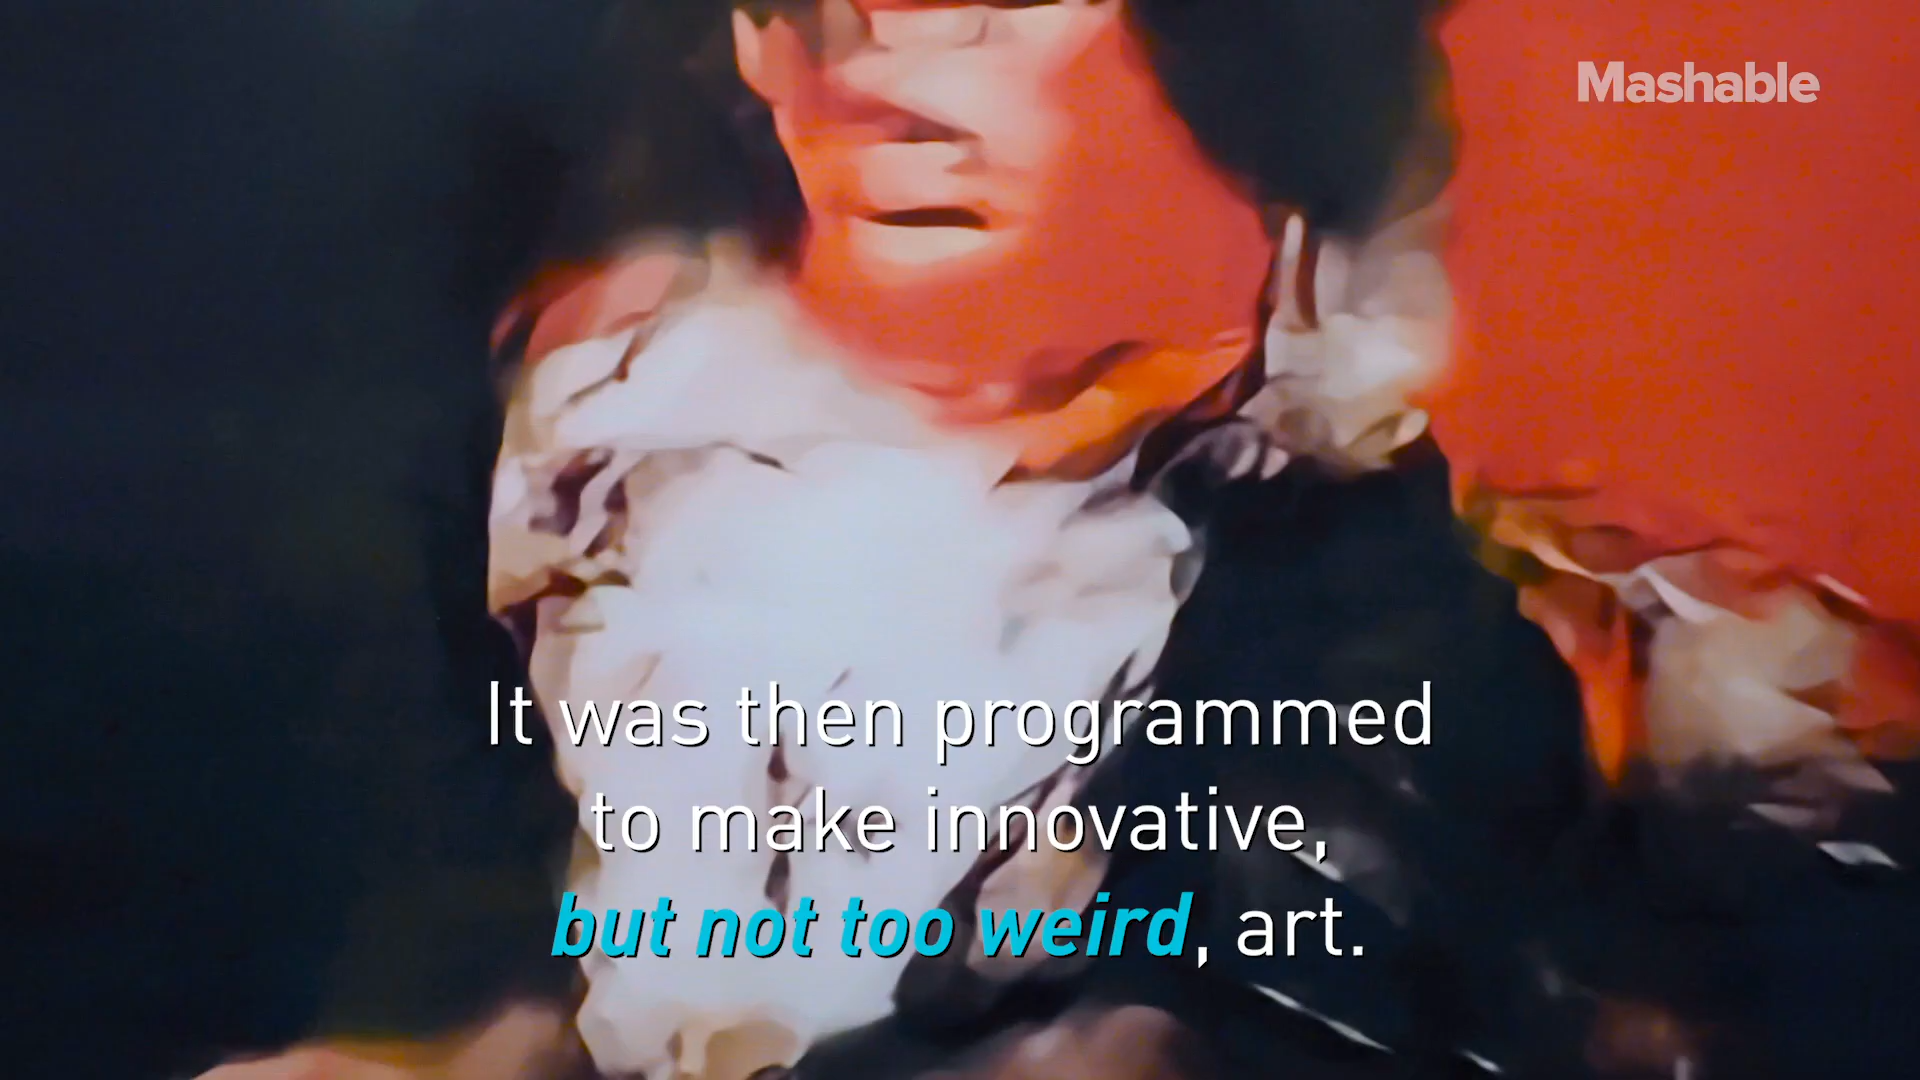 Mashable
It was then programmed
to make innovative,
but not too weird, art.